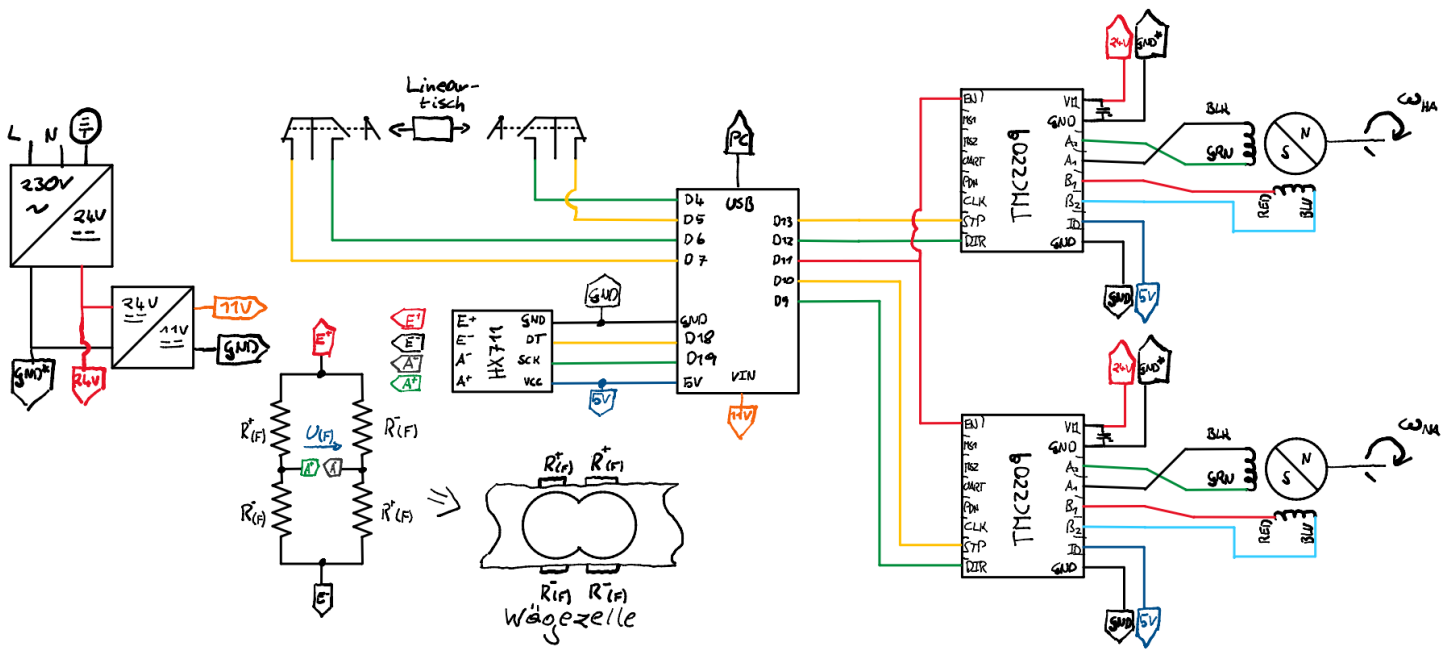 L
N
230V
~
24V
24V
11V
11V
GND
GND*
24V
Linear-
tisch
PC
USB
D4
D5
D6
D7
GND
D18
D19
5V
VIN
D13
D12
D11
D10
D9
11V
GND
5V
E+
E-
A-
A+
HX711
GND
DT
SCK
VCC
E+
E-
A-
A+
E+
R+(F)
R-(F)
U(F)
A+
A-
R-(F)
R+(F)
E-
R+(F)
R+(F)
R-(F)
R-(F)
Wägezelle
24V
GND*
EN
MS1
MS2
UART
PDN
CLK
STP
DIR
TMC2209
VM
GND
A2
A1
B1
B2
IO
GND
BLK
GRN
RED
BLU
N
S
ωHA
GND
5V
24V
GND*
EN
MS1
MS2
UART
PDN
CLK
STP
DIR
TMC2209
VM
GND
A2
A1
B1
B2
IO
GND
BLK
GRN
RED
BLU
N
S
ωNA
GND
5V